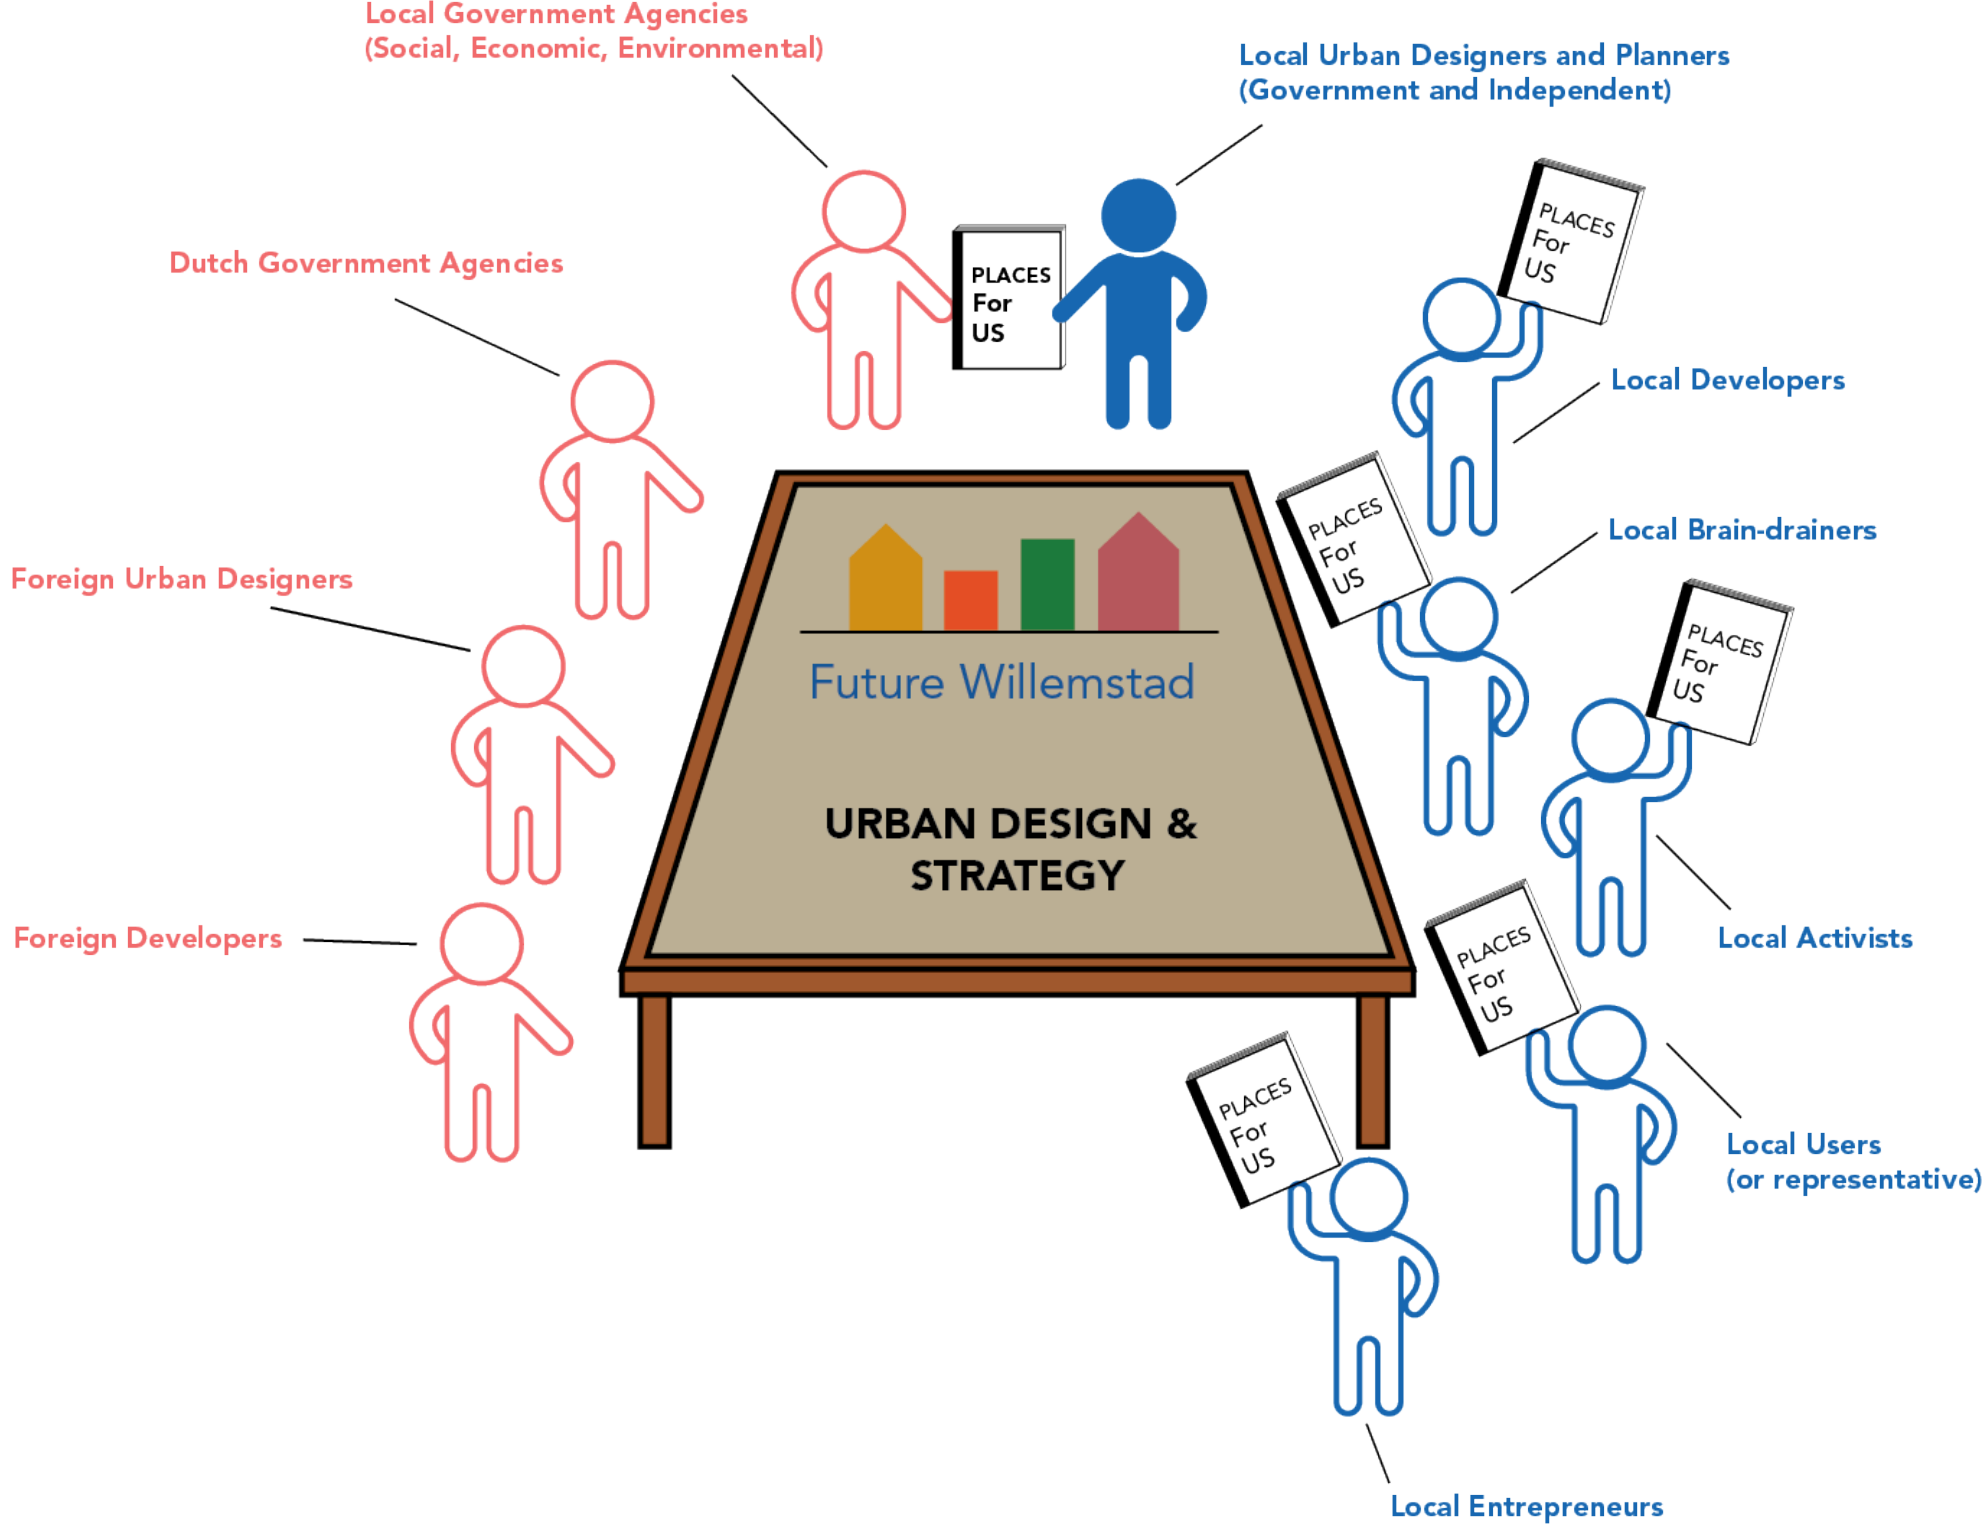 Local Government Agencies
(Social, Economic, Environmental)
Local Urban Designers and Planners
(Government and Independent)
PLACES
For
US
PLACES
For
US
Dutch Government Agencies
Local Developers
PLACES
For
US
Local Brain-drainers
Foreign Urban Designers
PLACES
For
US
Future Willemstad
URBAN DESIGN &
STRATEGY
Foreign Developers
Local Activists
PLACES
For
US
Local Users
(or representative)
PLACES
For
US
Local Entrepreneurs